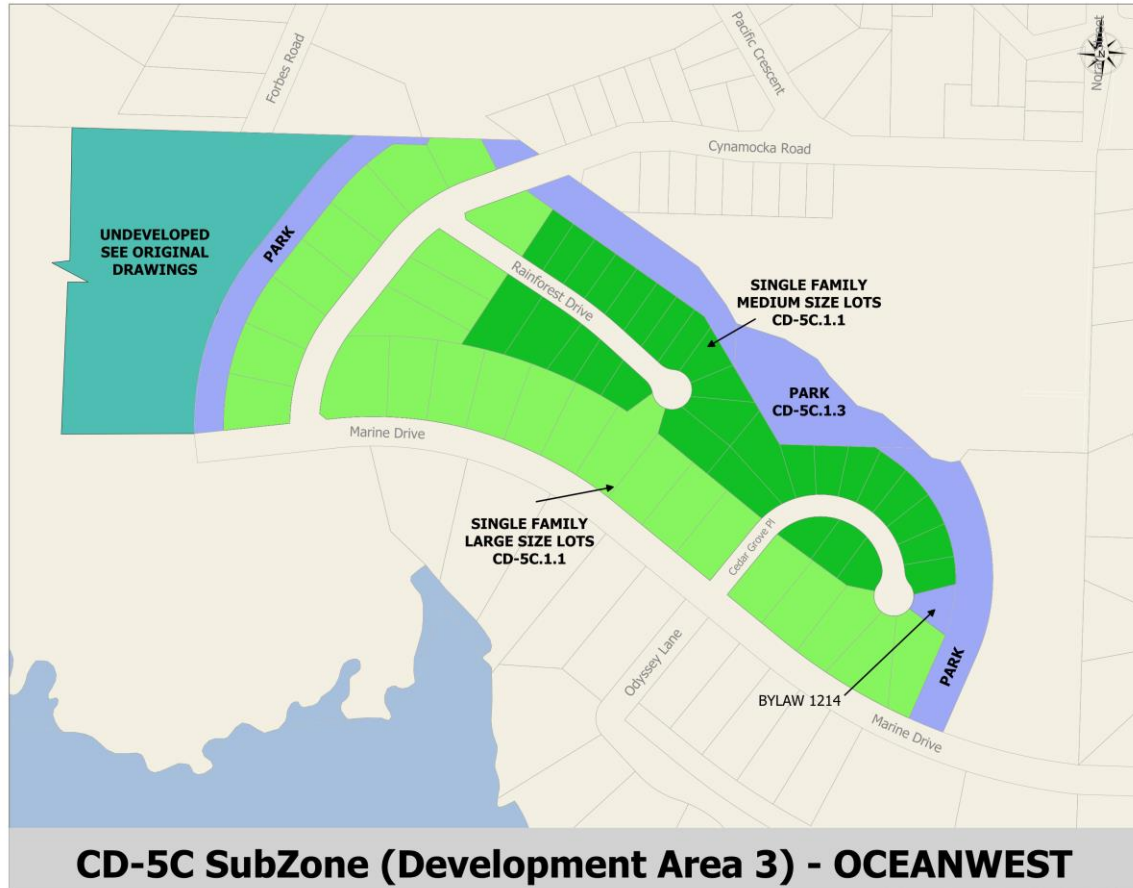 Forbes Road
Pacific Crescent
Cynamocka Road
UNDEVELOPED
SEE ORIGINAL
DRAWINGS
PARK
Rainforest Drive
SINGLE FAMILY
MEDIUM SIZE LOTS
CD-5C.1.1
PARK
CD-5C.1.3
Marine Drive
SINGLE FAMILY
LARGE SIZE LOTS
CD-5C.1.1
Cedar Grove Pl
Odyssey Lane
BYLAW 1214
PARK
Marine Drive
CD-5C SubZone (Development Area 3) - OCEANWEST